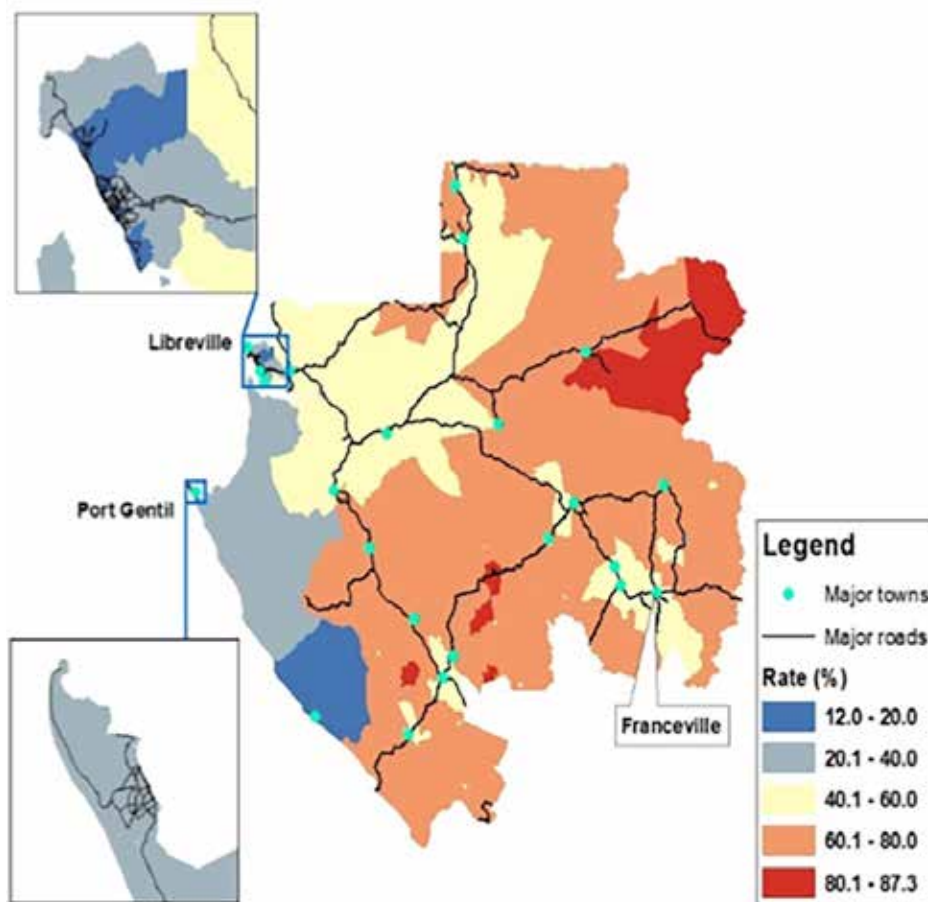 Libreville
Port Gentil
Franceville
Legend
Major towns
Major roads
Rate (%)
12.0 - 20.0
20.1 - 40.0
40.1 - 60.0
60.1 - 80.0
80.1 - 87.3